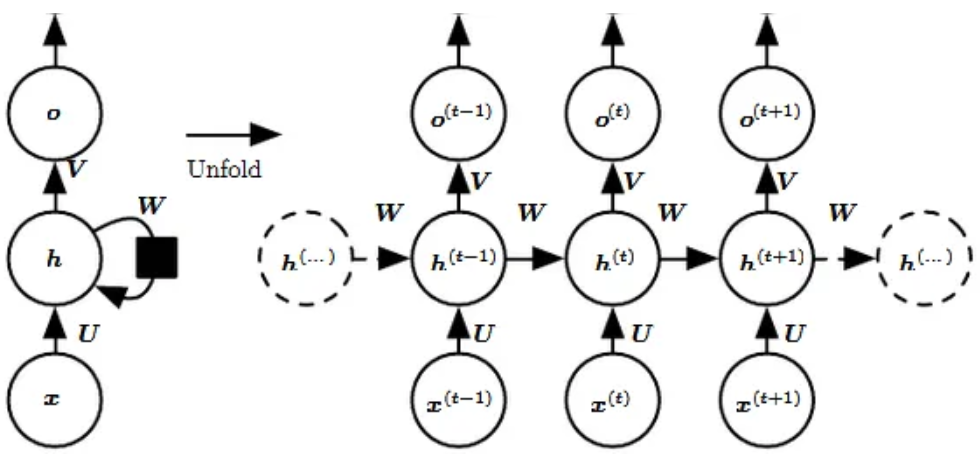 o
o^(t−1) o^(t) o^(t+1)
Unfold
V V V V
W W W W W
h h^(...) h^(t−1) h^(t) h^(t+1) h^(...)
U U U U
x x^(t−1) x^(t) x^(t+1)